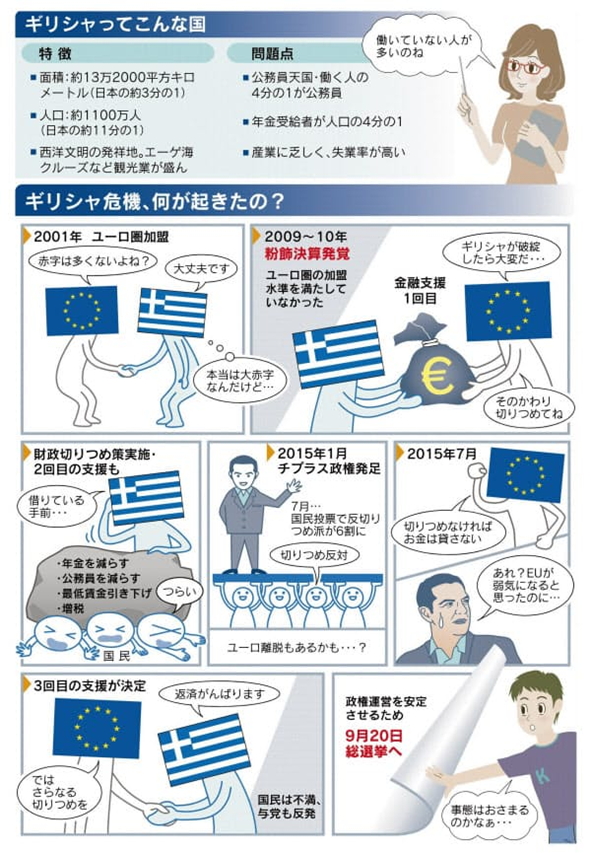 ギリシャってこんな国
特 徴
■面積：約13万2000平方キロ
メートル（日本の約3分の1）
■人口：約1100万人
（日本の約11分の1）
■西洋文明の発祥地。エーゲ海
クルーズなど観光業が盛ん
問題点
■公務員天国・働く人の
4分の1が公務員
■年金受給者が人口の4分の1
■産業に乏しく、失業率が高い
働いていない人が
多いのね
ギリシャ危機、何が起きたの？
2001年 ユーロ圏加盟
赤字は多くないよね？
大丈夫です
本当は大赤字
なんだけど…
2009〜10年
粉飾決算発覚
ユーロ圏の加盟
水準を満たして
いなかった
金融支援
1回目
ギリシャが破綻
したら大変だ・・・
そのかわり
切りつめてね
財政切りつめ策実施・
2回目の支援も
借りている
手前・・・
・年金を減らす
・公務員を減らす
・最低賃金引き下げ
・増税
つらい
国 民
2015年1月
チプラス政権発足
7月…
国民投票で反切り
つめ派が6割に
切りつめ反対
ユーロ離脱もあるかも・・・？
2015年7月
切りつめなければ
お金は貸さない
あれ？EUが
弱気になると
思ったのに…
3回目の支援が決定
返済がんばります
では
さらなる
切りつめを
国民は不満、
与党も反発
政権運営を安定
させるため
9月20日
総選挙へ
K
事態はおさまる
のかなぁ・・・